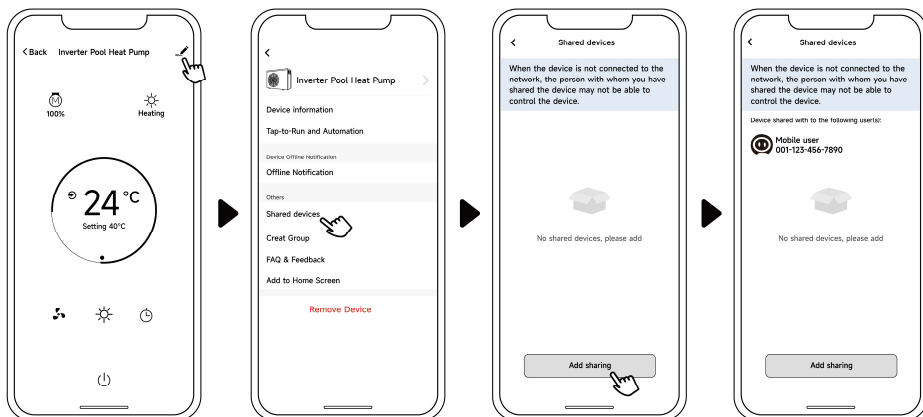 Back
Inverter Pool Heat Pump
M
100%
Heating
24°C
Setting 40°C
Inverter Pool Heat Pump
Device information
Tap-to-Run and Automation
Device Offline Notification
Offline Notification
Others
Shared devices
Creat Group
FAQ & Feedback
Add to Home Screen
Remove Device
Shared devices
When the device is not connected to the
network, the person with whom you have
shared the device may not be able to
control the device.
No shared devices, please add
Add sharing
Shared devices
When the device is not connected to the
network, the person with whom you have
shared the device may not be able to
control the device.
Device shared with to the following user(s):
Mobile user
001-123-456-7890
No shared devices, please add
Add sharing